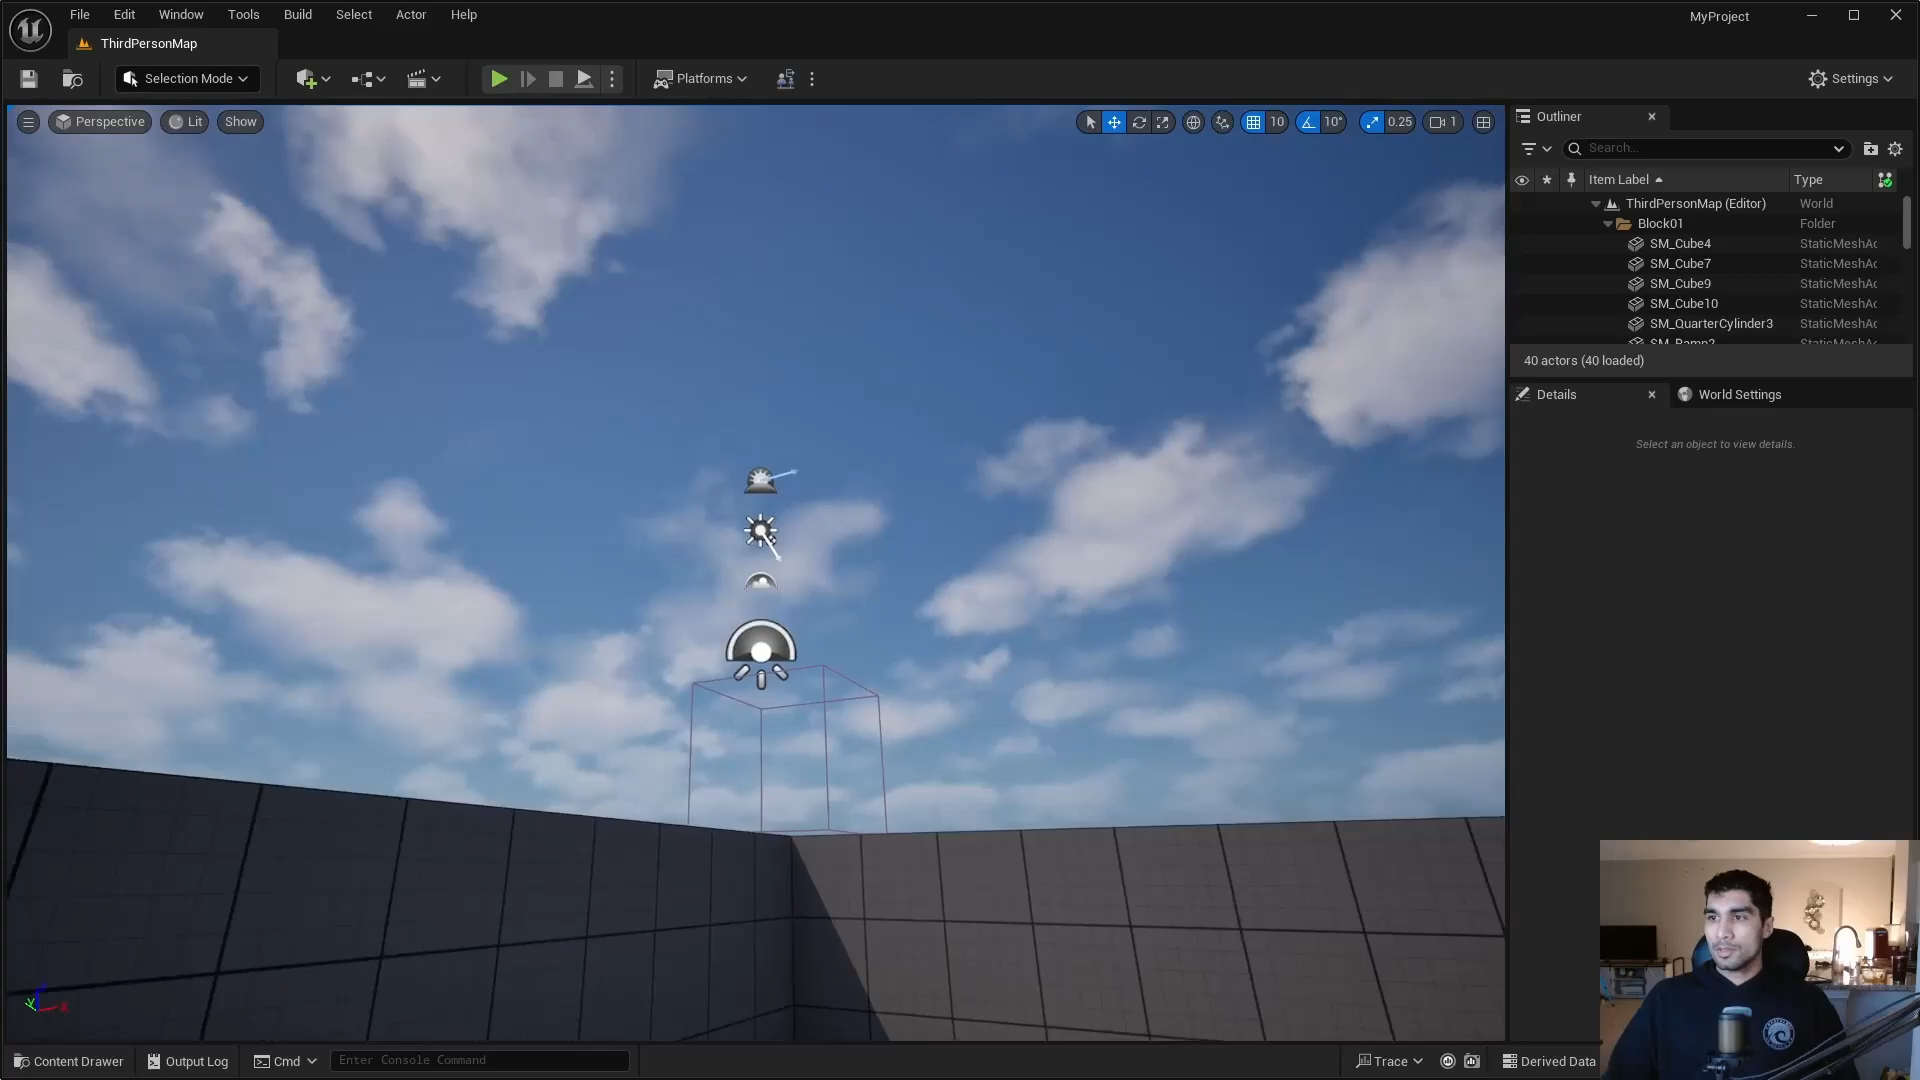 File Edit Window Tools Build Select Actor Help
MyProject
ThirdPersonMap
Selection Mode
Platforms
Settings
Perspective Lit Show
10 10° 0.25 1
Outliner
Search...
Item Label Type
ThirdPersonMap (Editor) World
Block01 Folder
SM_Cube4 StaticMeshAc
SM_Cube7 StaticMeshAc
SM_Cube9 StaticMeshAc
SM_Cube10 StaticMeshAc
SM_QuarterCylinder3 StaticMeshAc
SM_Ramp2 StaticMeshAc
40 actors (40 loaded)
Details World Settings
Select an object to view details.
Y X
Content Drawer Output Log Cmd Enter Console Command Trace Derived Data